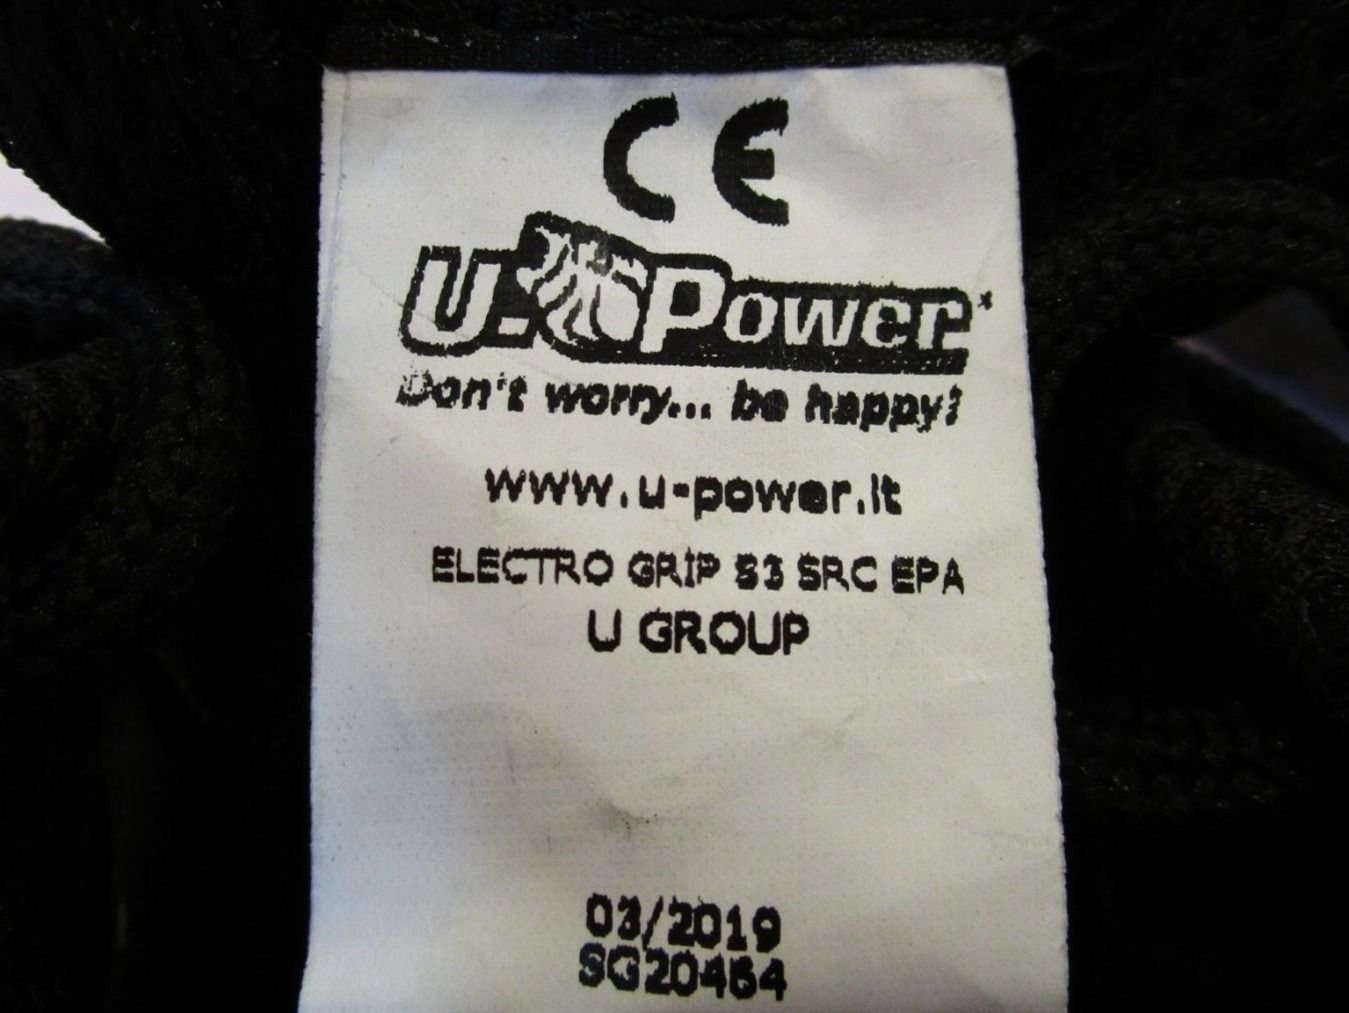 CE
U-Power*
Don't worry... be happy!
www.u-power.it
ELECTRO GRIP S3 SRC EPA
U GROUP
03/2019
SG20464